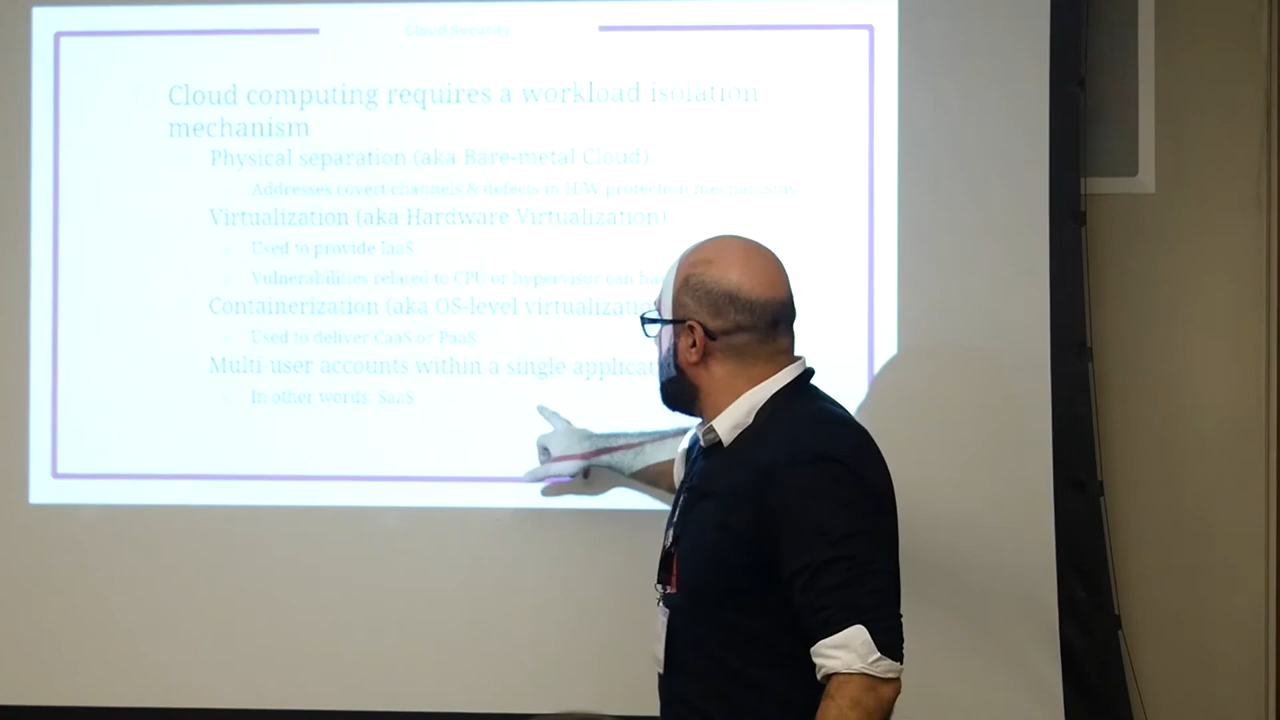 Cloud Security
Cloud computing requires a workload isolation
mechanism
Physical separation (aka Bare-metal Cloud)
Addresses covert channels & defects in H/W protection mechanisms
Virtualization (aka Hardware Virtualization)
Used to provide IaaS
Vulnerabilities related to CPU or hypervisor can
Containerization (aka OS-level
Used to deliver CaaS or PaaS
Multi-user accounts within a single
In other words: SaaS